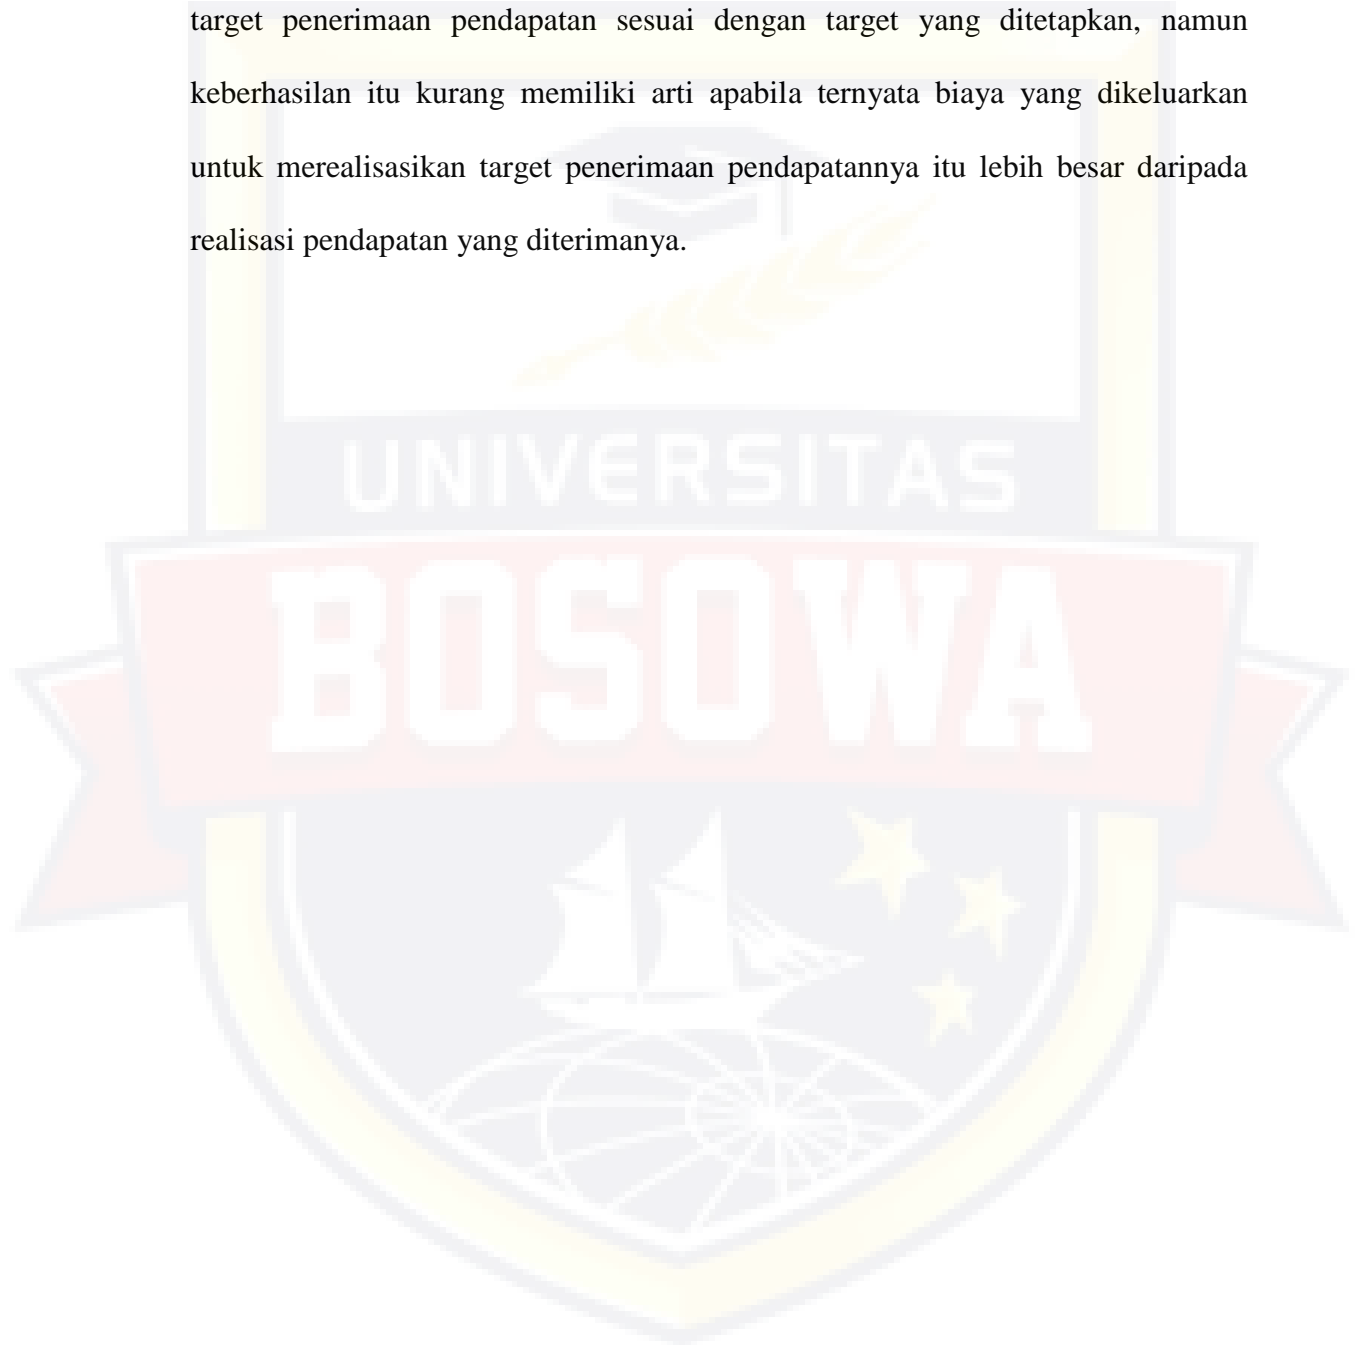 target penerimaan pendapatan sesuai dengan target yang ditetapkan, namun
keberhasilan itu kurang memiliki arti apabila ternyata biaya yang dikeluarkan
untuk merealisasikan target penerimaan pendapatannya itu lebih besar daripada
realisasi pendapatan yang diterimanya.
UNIVERSITAS
BOSOWA